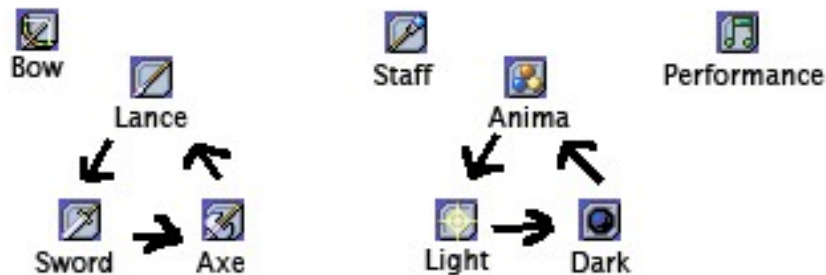 Bow
Lance
Sword
Axe
Staff
Anima
Light
Dark
Performance